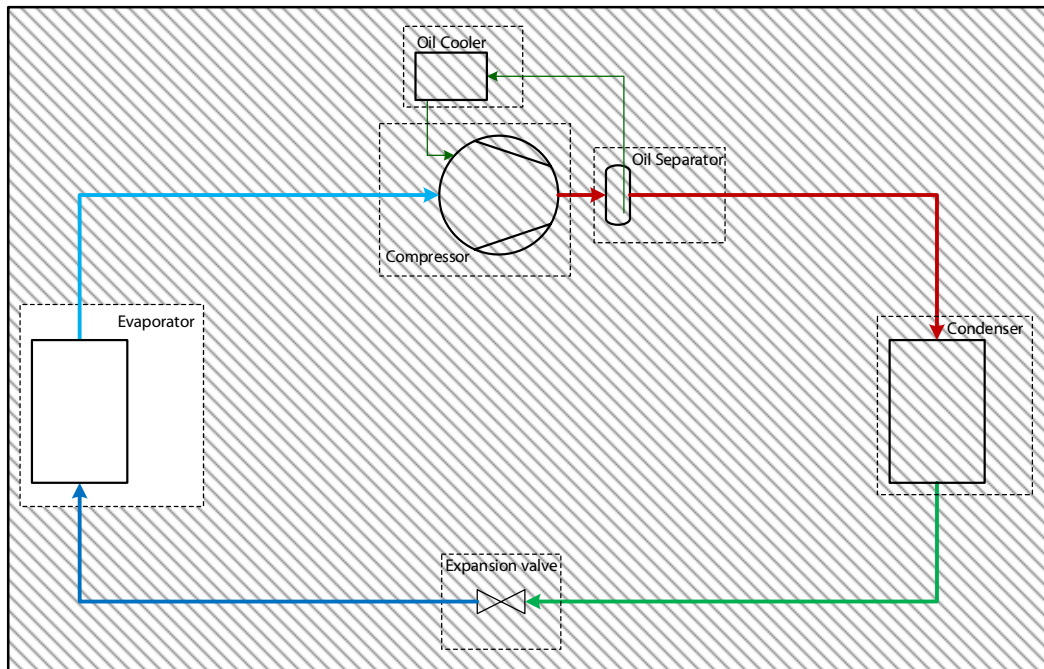 Oil Cooler
Oil Separator
Compressor
Evaporator
Condenser
Expansion valve